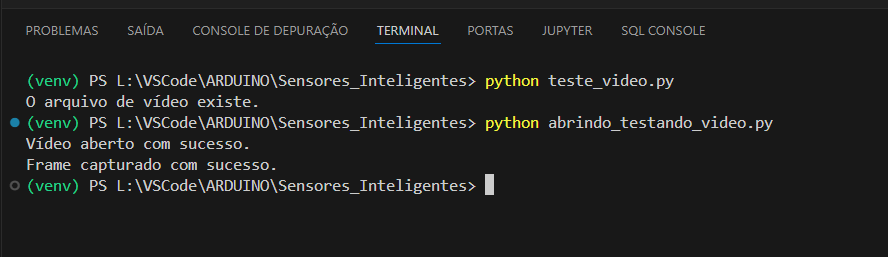 PROBLEMAS SAÍDA CONSOLE DE DEPURAÇÃO TERMINAL PORTAS JUPYTER SQL CONSOLE
(venv) PS L:\VSCode\ARDUINO\Sensores_Inteligentes> python teste_video.py
O arquivo de vídeo existe.
(venv) PS L:\VSCode\ARDUINO\Sensores_Inteligentes> python abrindo_testando_video.py
Vídeo aberto com sucesso.
Frame capturado com sucesso.
(venv) PS L:\VSCode\ARDUINO\Sensores_Inteligentes>